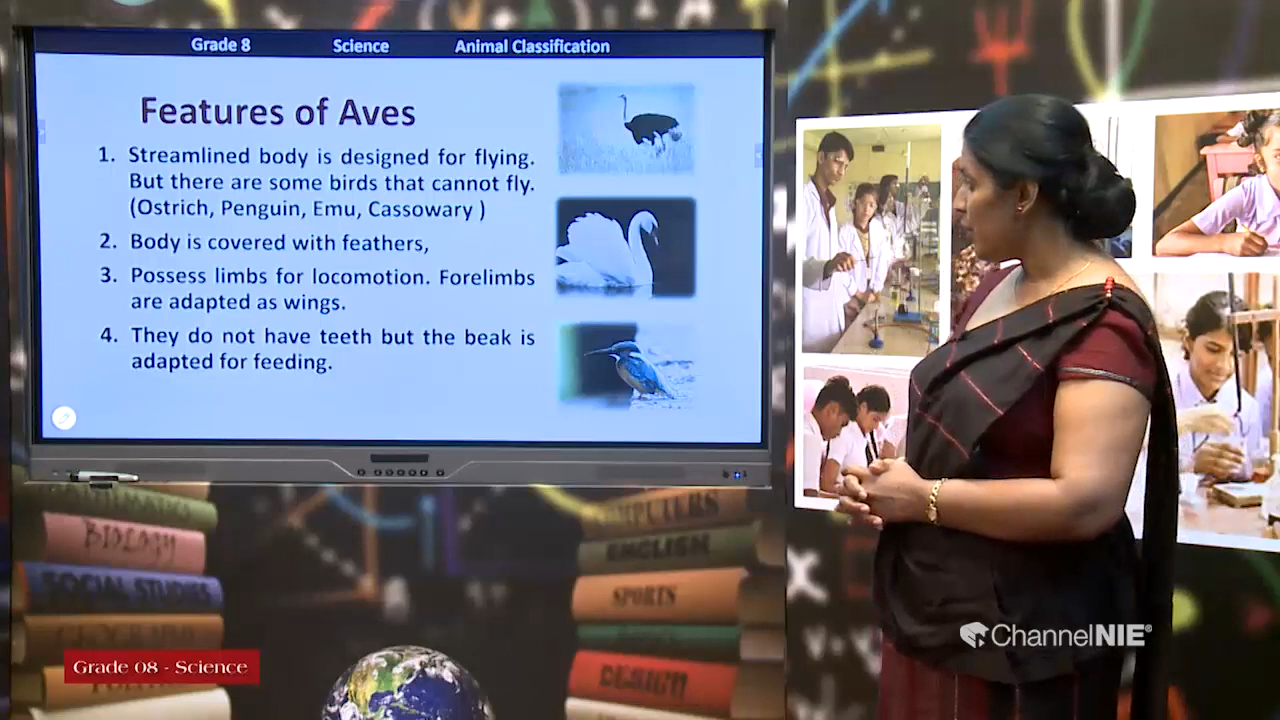 Grade 8 Science Animal Classification
Features of Aves
1. Streamlined body is designed for flying.
But there are some birds that cannot fly.
(Ostrich, Penguin, Emu, Cassowary )
2. Body is covered with feathers,
3. Possess limbs for locomotion. Forelimbs
are adapted as wings.
4. They do not have teeth but the beak is
adapted for feeding.
BIOLOGY
SOCIAL STUDIES
GEOGRAPHY
COMPUTERS
ENGLISH
SPORTS
DESIGN
Grade 08 - Science
ChannelNIE®